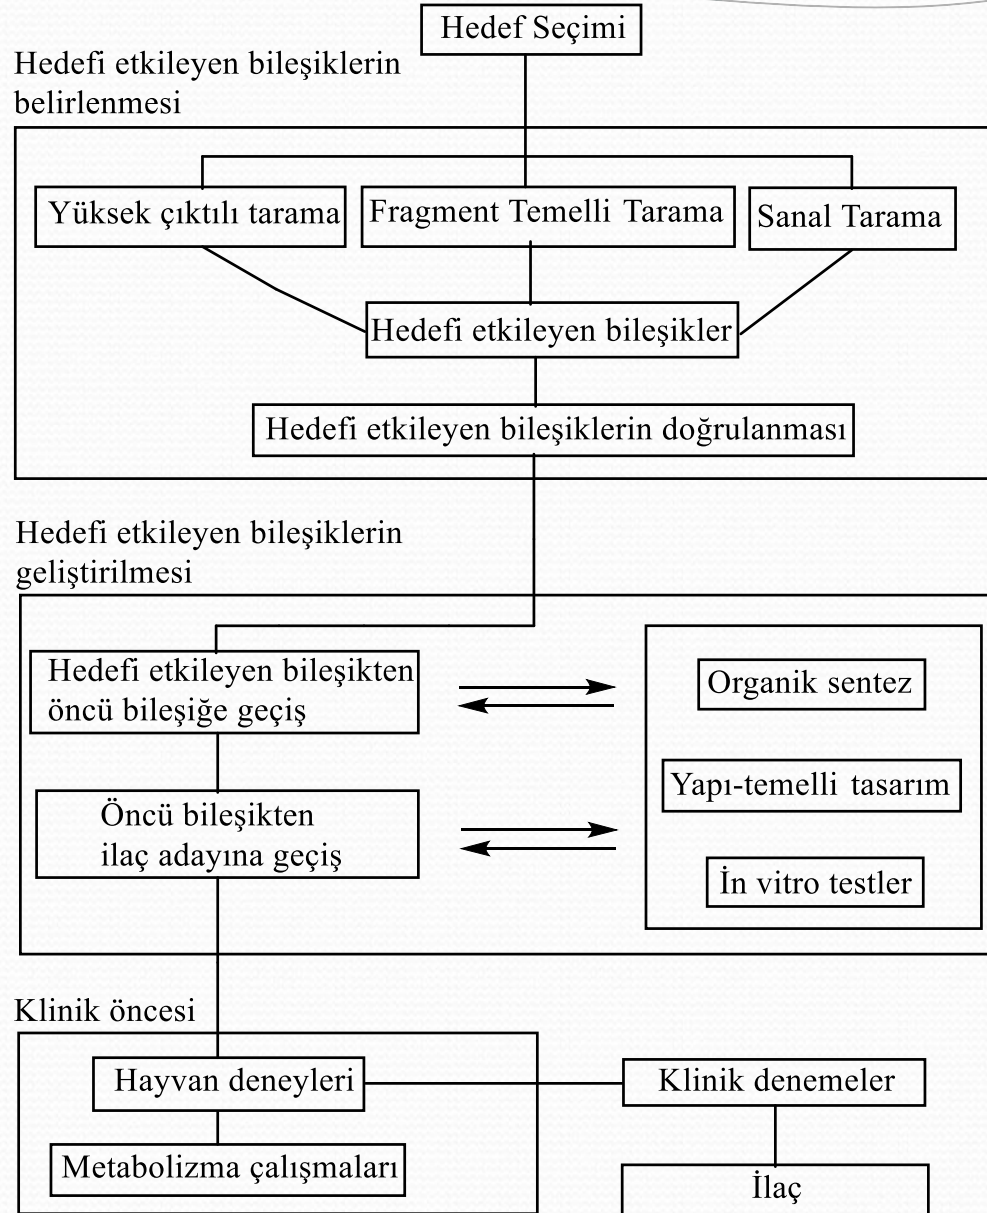 Hedef Seçimi
Hedefi etkileyen bileşiklerin
belirlenmesi
Yüksek çıktılı tarama
Fragment Temelli Tarama
Sanal Tarama
Hedefi etkileyen bileşikler
Hedefi etkileyen bileşiklerin doğrulanması
Hedefi etkileyen bileşiklerin
geliştirilmesi
Hedefi etkileyen bileşikten
öncü bileşiğe geçiş
Organik sentez
Yapı-temelli tasarım
Öncü bileşikten
ilaç adayına geçiş
İn vitro testler
Klinik öncesi
Hayvan deneyleri
Klinik denemeler
Metabolizma çalışmaları
İlaç